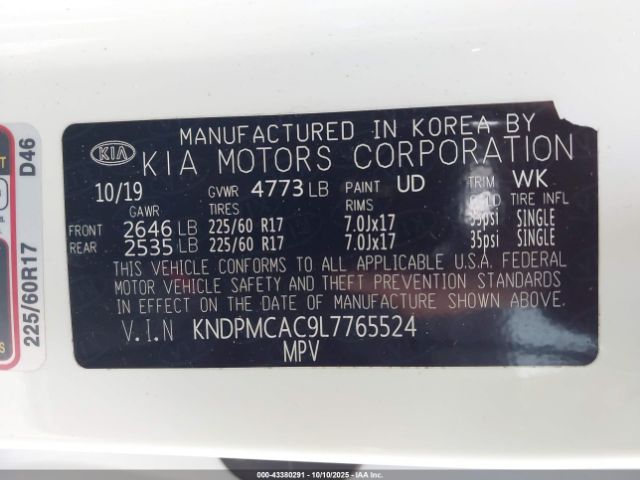 MANUFACTURED IN KOREA BY
KIA KIA MOTORS CORPORATION
10/19 GVWR 4773 LB PAINT UD TRIM WK
GAWR TIRES RIMS COLD TIRE INFL
FRONT 2646 LB 225/60 R17 7.0Jx17 35psi SINGLE
REAR 2535 LB 225/60 R17 7.0Jx17 35psi SINGLE
THIS VEHICLE CONFORMS TO ALL APPLICABLE U.S.A. FEDERAL
MOTOR VEHICLE SAFETY AND THEFT PREVENTION STANDARDS
IN EFFECT ON THE DATE OF MANUFACTURE SHOWN ABOVE.
V.I.N KNDPMCAC9L7765524
MPV
D46
225/60R17
000-43380291 - 10/10/2025 - IAAI.COM